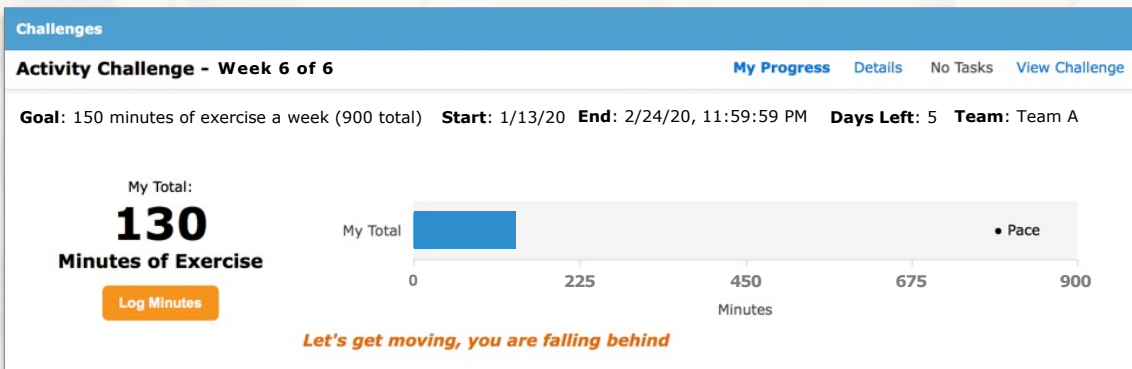 Challenges
Activity Challenge - Week 6 of 6 My Progress Details No Tasks View Challenge
Goal: 150 minutes of exercise a week (900 total) Start: 1/13/20 End: 2/24/20, 11:59:59 PM Days Left: 5 Team: Team A
My Total:
130
Minutes of Exercise
Log Minutes
My Total
• Pace
0 225 450 675 900
Minutes
Let's get moving, you are falling behind